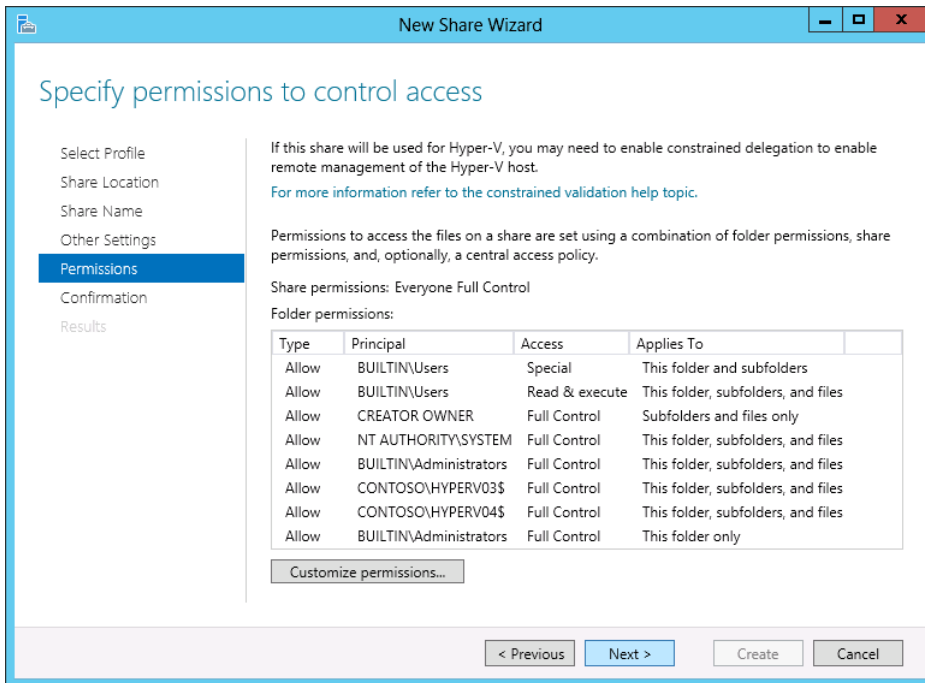 New Share Wizard
Specify permissions to control access
Select Profile
Share Location
Share Name
Other Settings
Permissions
Confirmation
Results
If this share will be used for Hyper-V, you may need to enable constrained delegation to enable
remote management of the Hyper-V host.
For more information refer to the constrained validation help topic.
Permissions to access the files on a share are set using a combination of folder permissions, share
permissions, and, optionally, a central access policy.
Share permissions: Everyone Full Control
Folder permissions:
Type Principal Access Applies To
Allow BUILTIN\Users Special This folder and subfolders
Allow BUILTIN\Users Read & execute This folder, subfolders, and files
Allow CREATOR OWNER Full Control Subfolders and files only
Allow NT AUTHORITY\SYSTEM Full Control This folder, subfolders, and files
Allow BUILTIN\Administrators Full Control This folder, subfolders, and files
Allow CONTOSO\HYPERV03$ Full Control This folder, subfolders, and files
Allow CONTOSO\HYPERV04$ Full Control This folder, subfolders, and files
Allow BUILTIN\Administrators Full Control This folder only
Customize permissions...
< Previous Next > Create Cancel